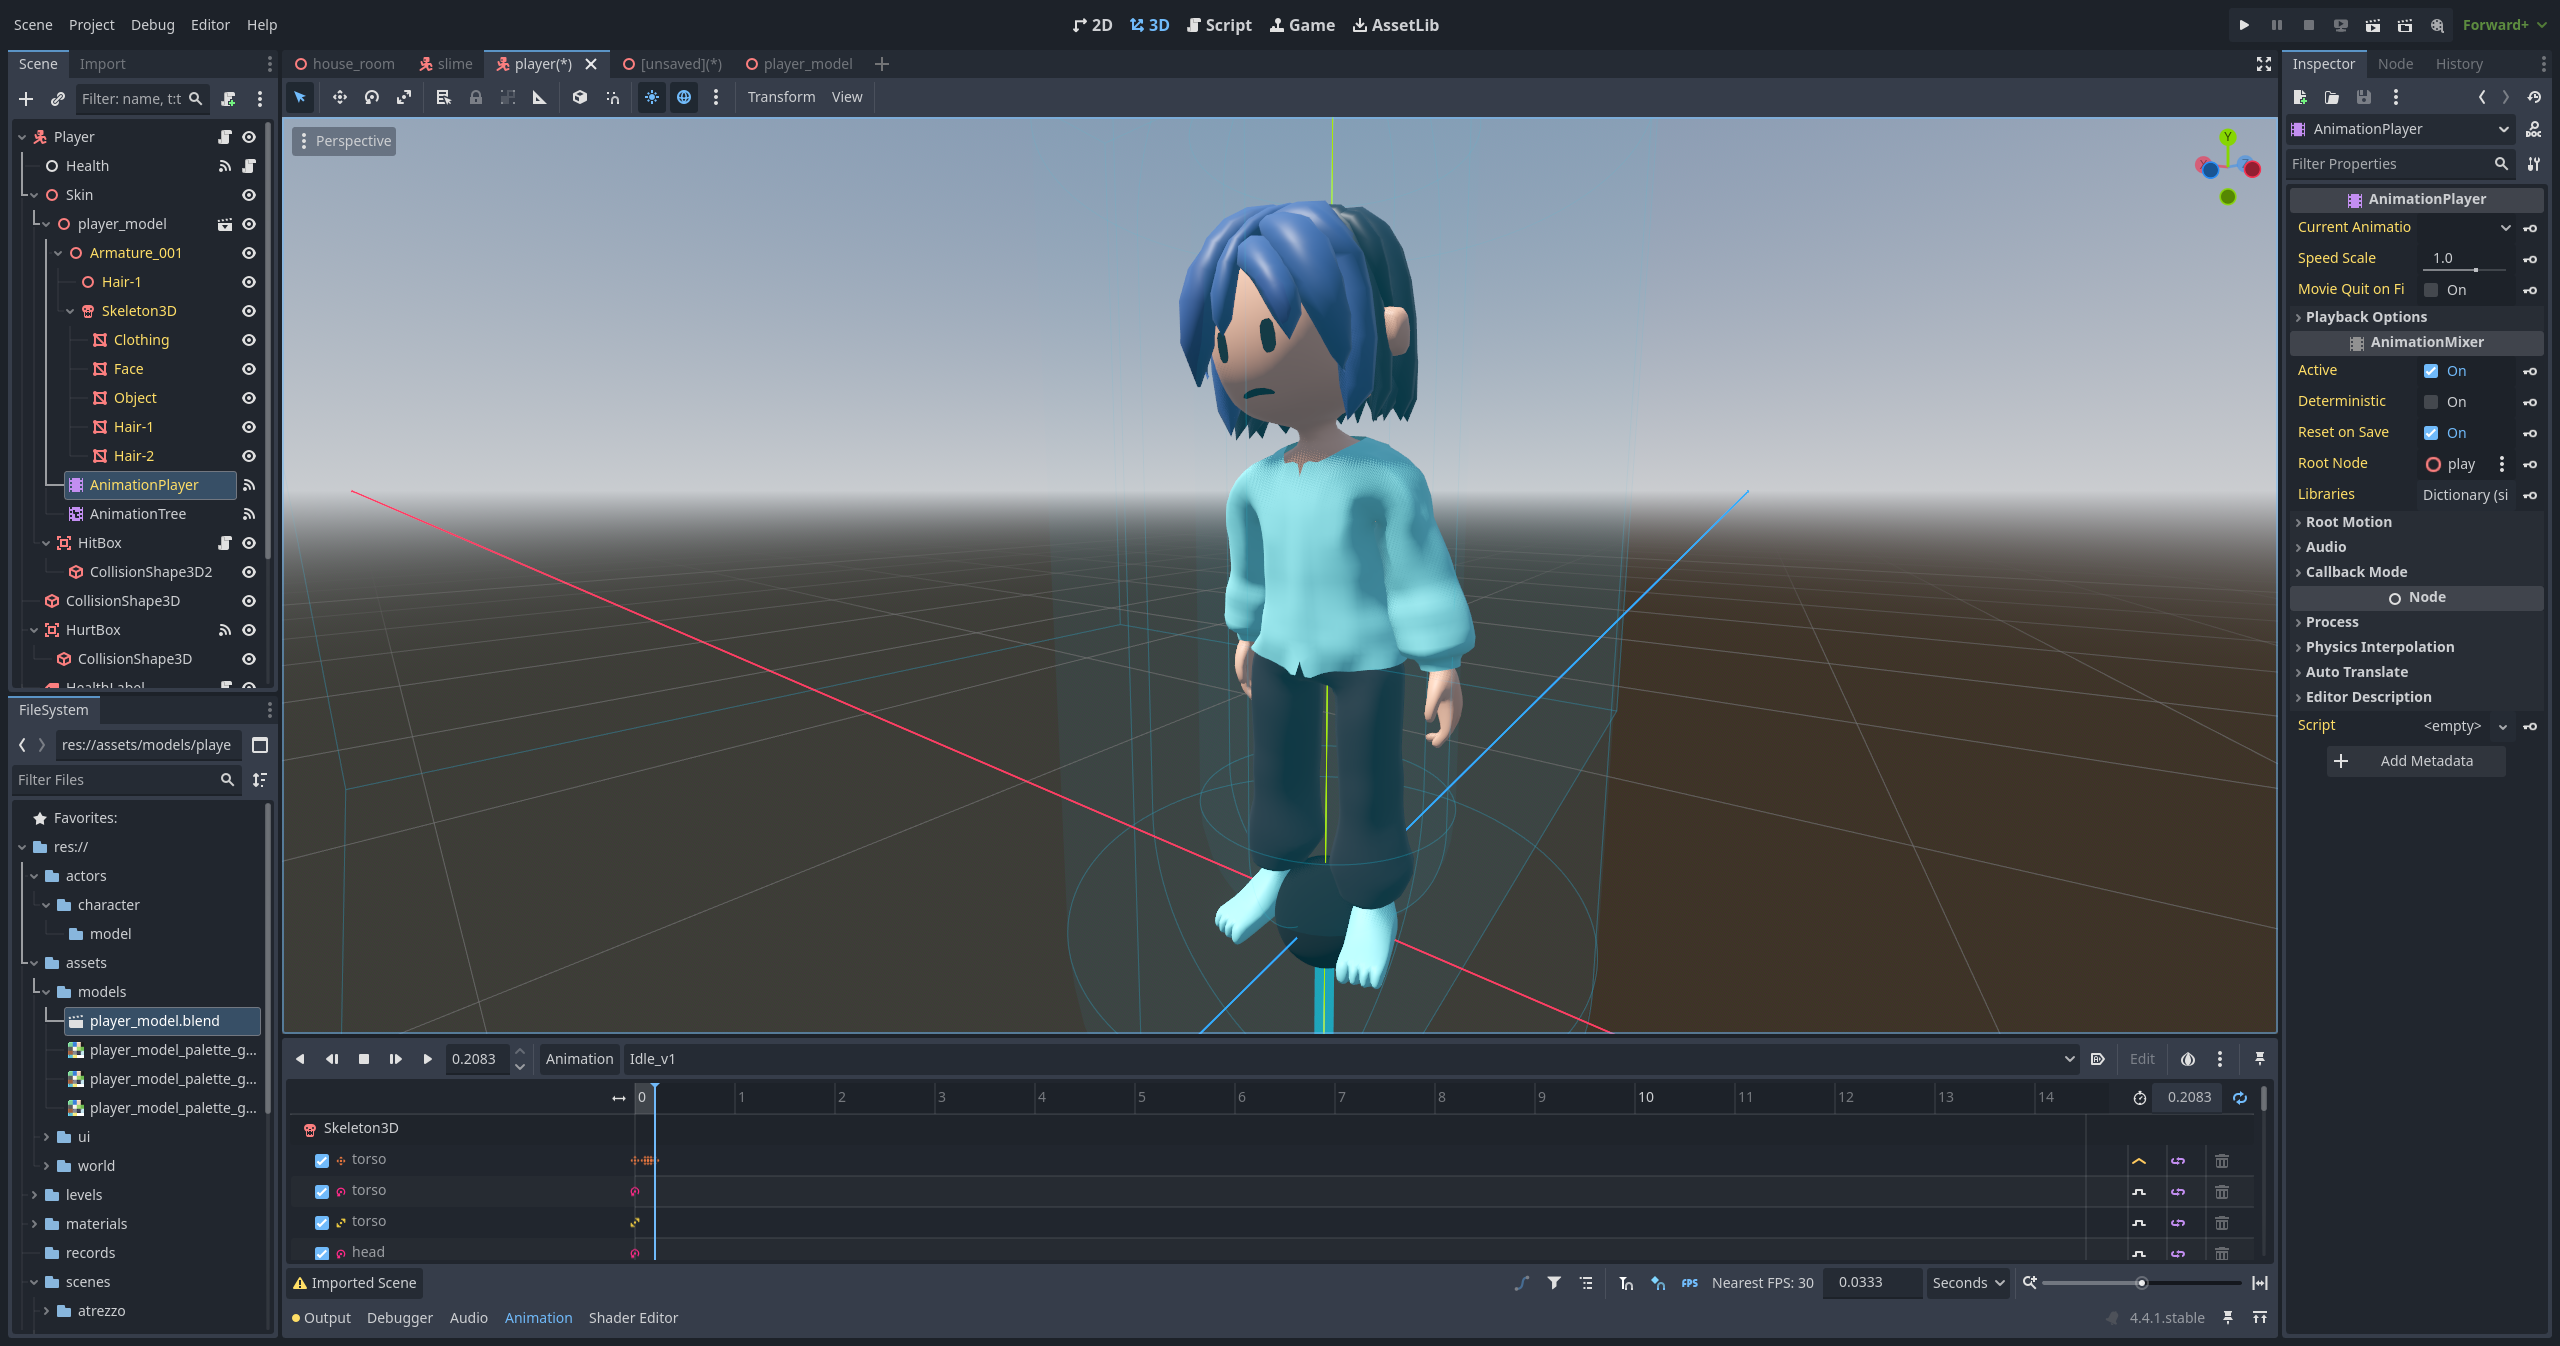 Scene Project Debug Editor Help
2D 3D Script Game AssetLib
Forward+
Scene Import
Filter: name, t:t
Player
Health
Skin
player_model
Armature_001
Hair-1
Skeleton3D
Clothing
Face
Object
Hair-1
Hair-2
AnimationPlayer
AnimationTree
HitBox
CollisionShape3D2
CollisionShape3D
HurtBox
CollisionShape3D
HealthLabel
FileSystem
res://assets/models/playe
Filter Files
Favorites:
res://
actors
character
model
assets
models
player_model.blend
player_model_palette_g...
player_model_palette_g...
player_model_palette_g...
ui
world
levels
materials
records
scenes
atrezzo
house_room slime player(*) [unsaved](*) player_model
Transform View
Perspective
Y
0.2083 Animation Idle_v1 Edit
0 1 2 3 4 5 6 7 8 9 10 11 12 13 14 0.2083
Skeleton3D
torso
torso
torso
head
Imported Scene FPS Nearest FPS: 30 0.0333 Seconds
Output Debugger Audio Animation Shader Editor 4.4.1.stable
Inspector Node History
AnimationPlayer
Filter Properties
AnimationPlayer
Current Animatio
Speed Scale 1.0
Movie Quit on Fi On
Playback Options
AnimationMixer
Active On
Deterministic On
Reset on Save On
Root Node play
Libraries Dictionary (si
Root Motion
Audio
Callback Mode
Node
Process
Physics Interpolation
Auto Translate
Editor Description
Script <empty>
Add Metadata